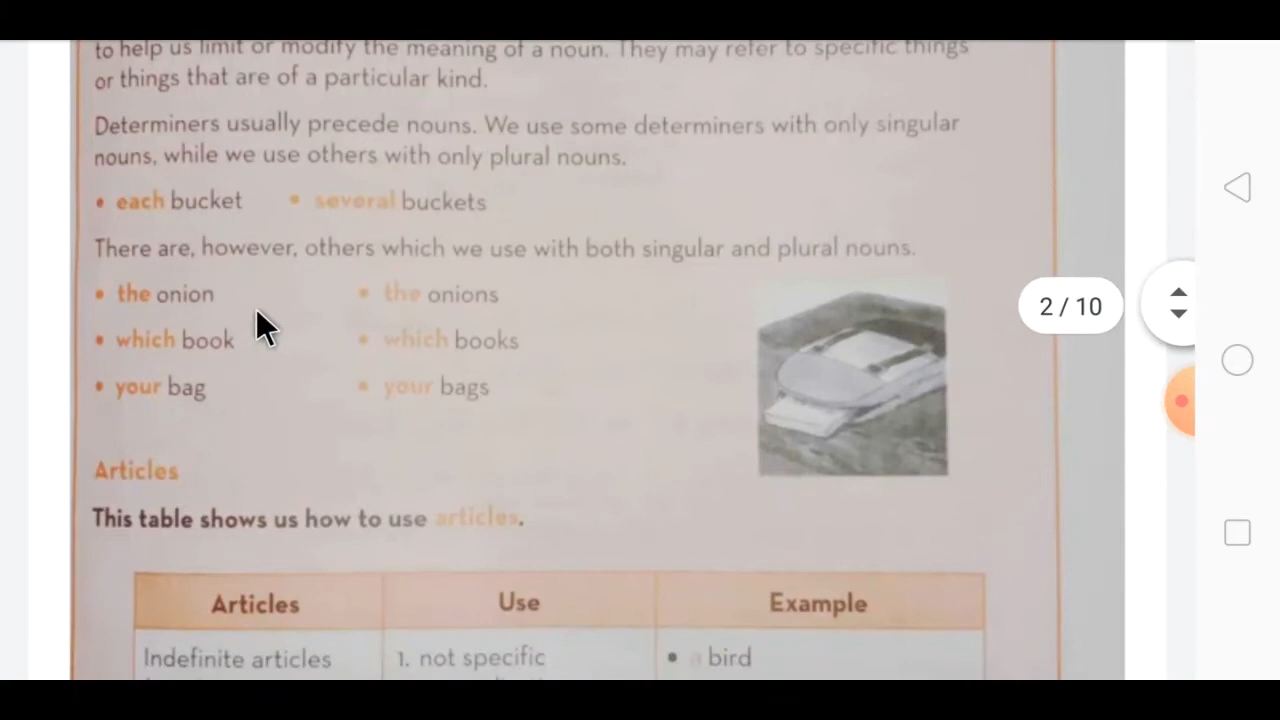 to help us limit or modify the meaning of a noun. They may refer to specific things
or things that are of a particular kind.
Determiners usually precede nouns. We use some determiners with only singular
nouns, while we use others with only plural nouns.
• each bucket • several buckets
There are, however, others which we use with both singular and plural nouns.
• the onion • the onions
• which book • which books
• your bag • your bags
2 / 10
Articles
This table shows us how to use articles.
Articles Use Example
Indefinite articles 1. not specific • a bird